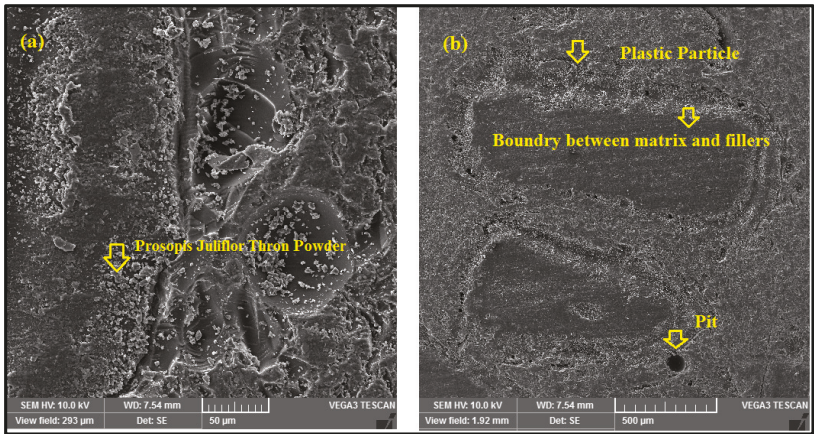 (a)
Prosopis Juliflor Thron Powder
SEM HV: 10.0 kV WD: 7.54 mm VEGA3 TESCAN
View field: 293 µm Det: SE 50 µm
(b)
Plastic Particle
Boundry between matrix and fillers
Pit
SEM HV: 10.0 kV WD: 7.54 mm VEGA3 TESCAN
View field: 1.92 mm Det: SE 500 µm